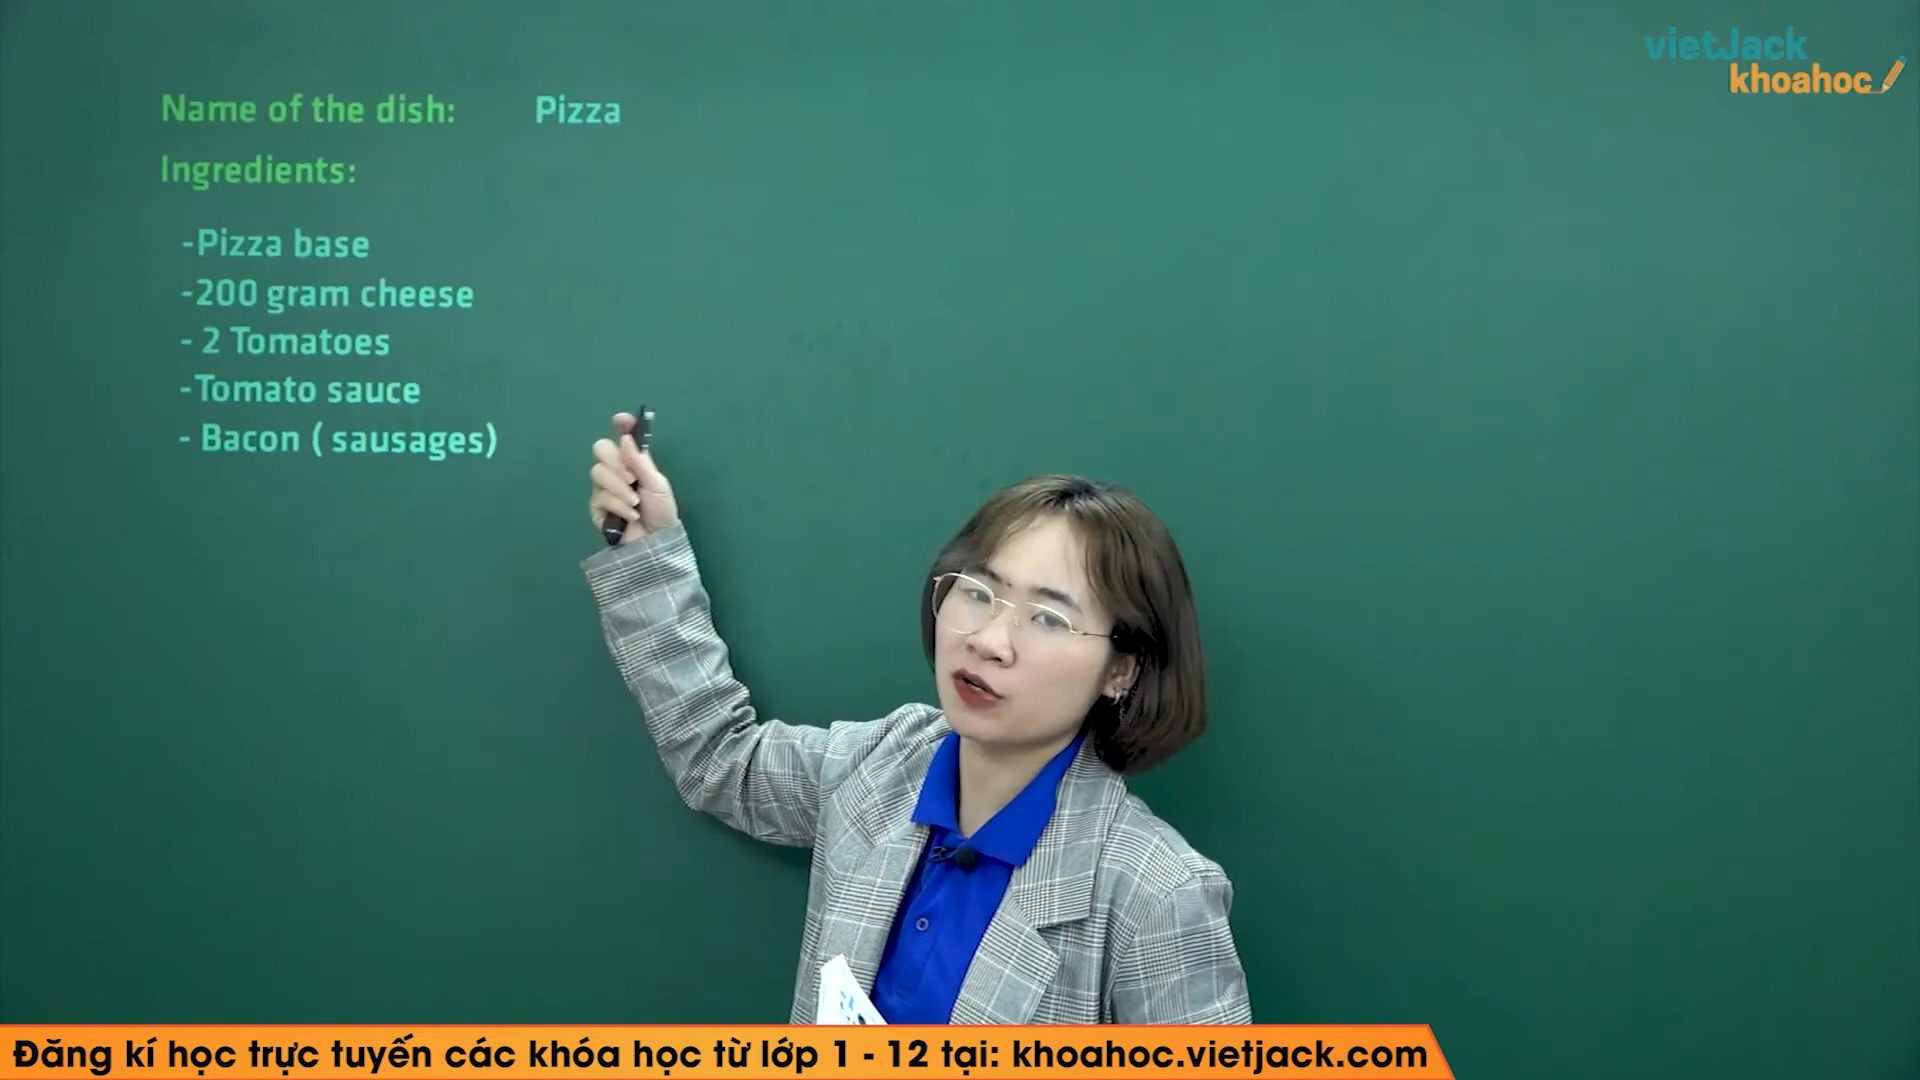 vietJack
khoahoc
Name of the dish: Pizza
Ingredients:
-Pizza base
-200 gram cheese
- 2 Tomatoes
-Tomato sauce
- Bacon ( sausages)
Đăng kí học trực tuyến các khóa học từ lớp 1 - 12 tại: khoahoc.vietjack.com